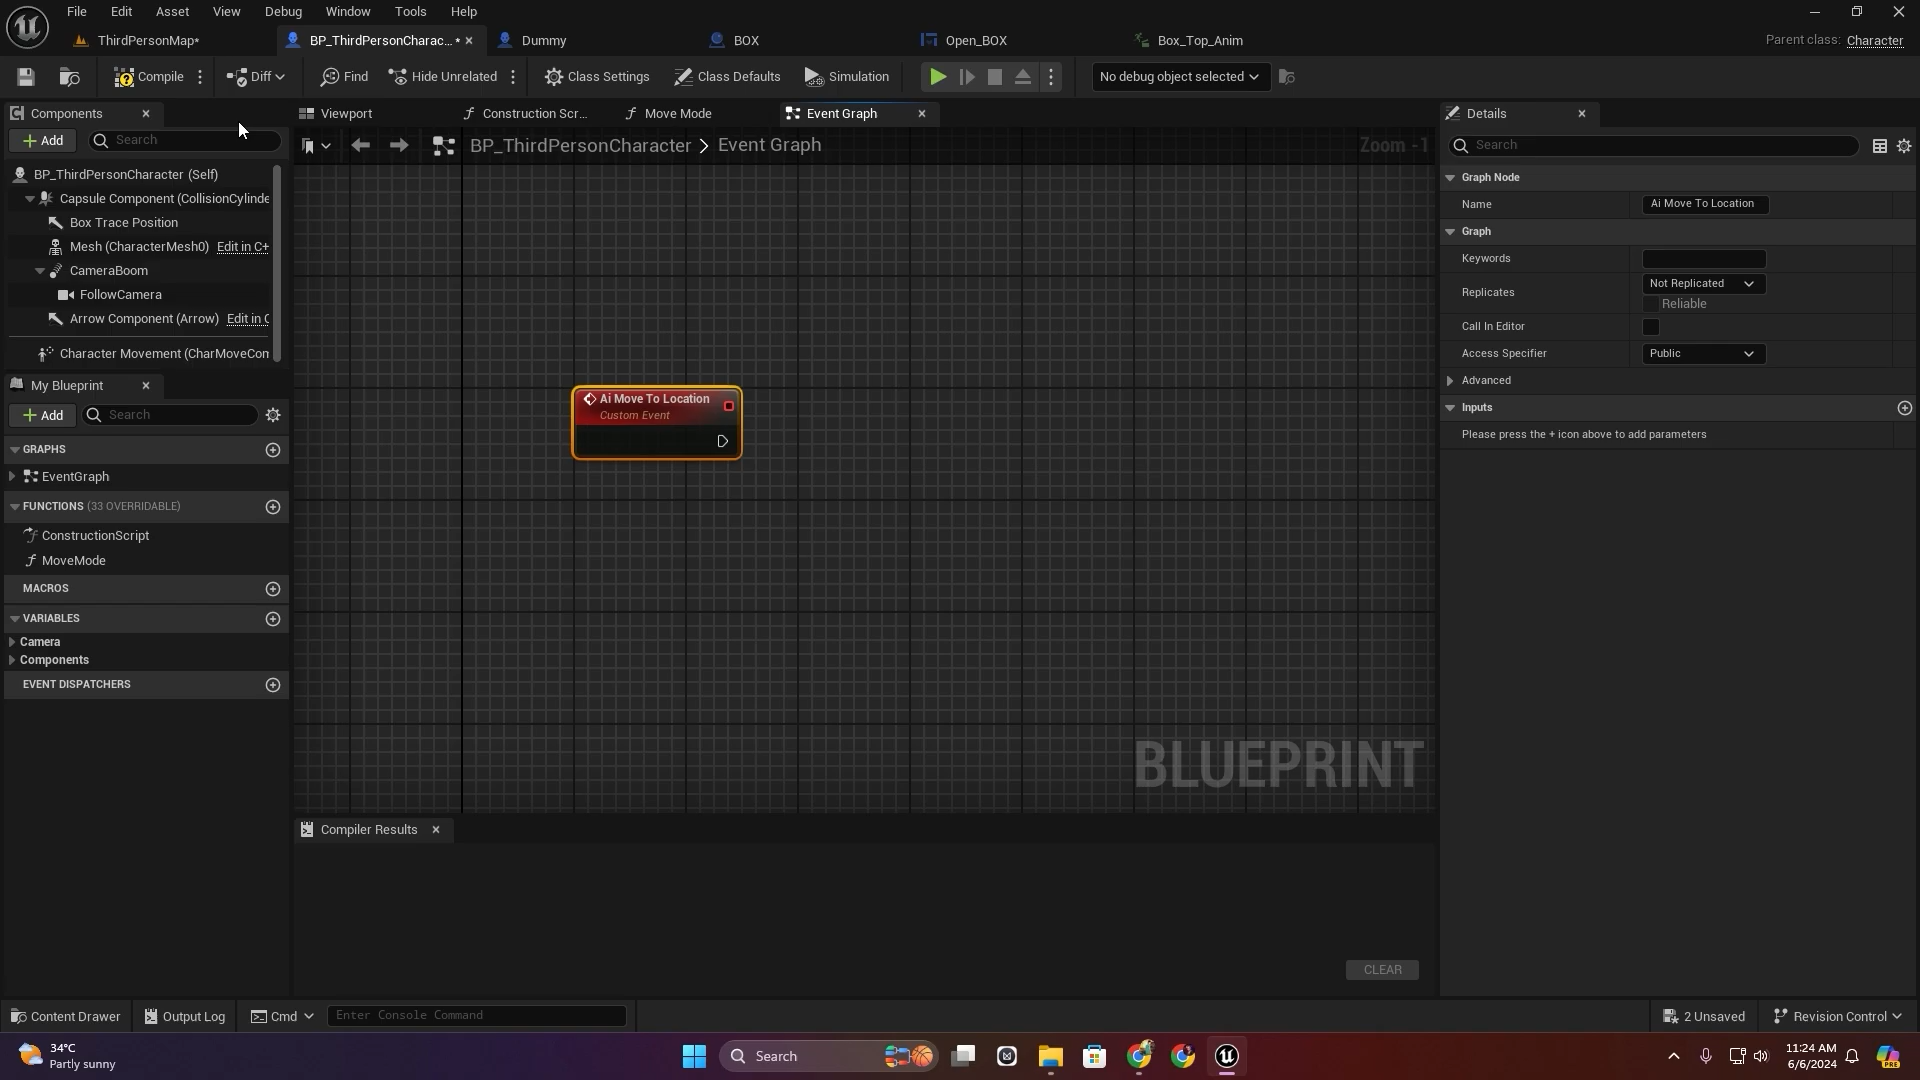 File Edit Asset View Debug Window Tools Help
ThirdPersonMap* BP_ThirdPersonCharac... * Dummy BOX Open_BOX Box_Top_Anim Parent class: Character
Compile Diff Find Hide Unrelated Class Settings Class Defaults Simulation No debug object selected
Components
Add Search
BP_ThirdPersonCharacter (Self)
Capsule Component (CollisionCylinde
Box Trace Position
Mesh (CharacterMesh0) Edit in C+
CameraBoom
FollowCamera
Arrow Component (Arrow) Edit in C
Character Movement (CharMoveCom
My Blueprint
Add Search
GRAPHS
EventGraph
FUNCTIONS (33 OVERRIDABLE)
ConstructionScript
MoveMode
MACROS
VARIABLES
Camera
Components
EVENT DISPATCHERS
Viewport Construction Scr... Move Mode Event Graph
BP_ThirdPersonCharacter > Event Graph Zoom -1
Ai Move To Location
Custom Event
BLUEPRINT
Compiler Results
CLEAR
Details
Search
Graph Node
Name Ai Move To Location
Graph
Keywords
Replicates Not Replicated
Reliable
Call In Editor
Access Specifier Public
Advanced
Inputs
Please press the + icon above to add parameters
Content Drawer Output Log Cmd Enter Console Command 2 Unsaved Revision Control
34°C
Partly sunny
Search
11:24 AM
6/6/2024
PRE